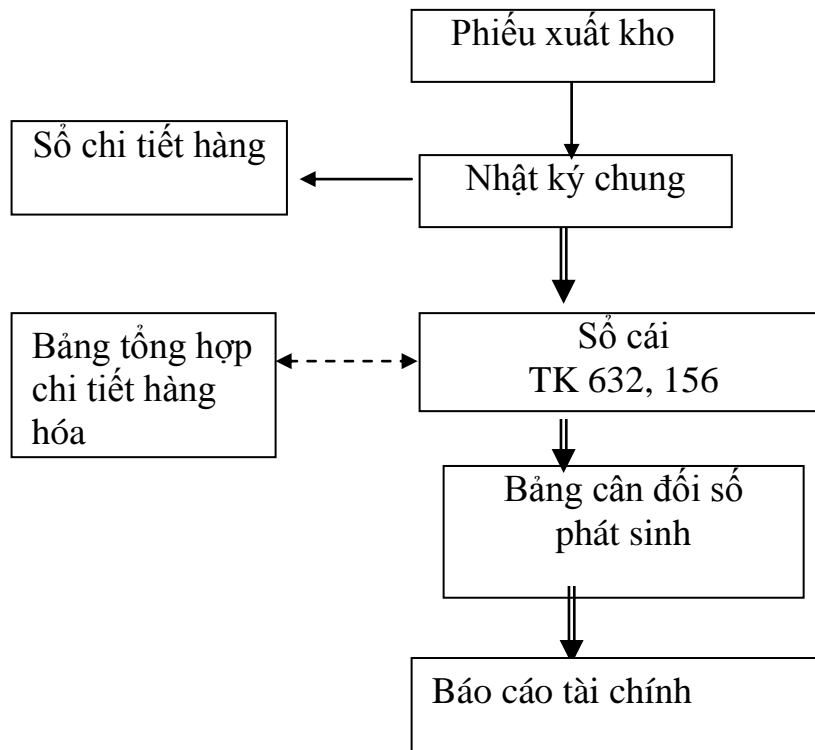 Phiếu xuất kho
Sổ chi tiết hàng
Nhật ký chung
Sổ cái
TK 632, 156
Bảng tổng hợp
chi tiết hàng
hóa
Bảng cân đối số
phát sinh
Báo cáo tài chính